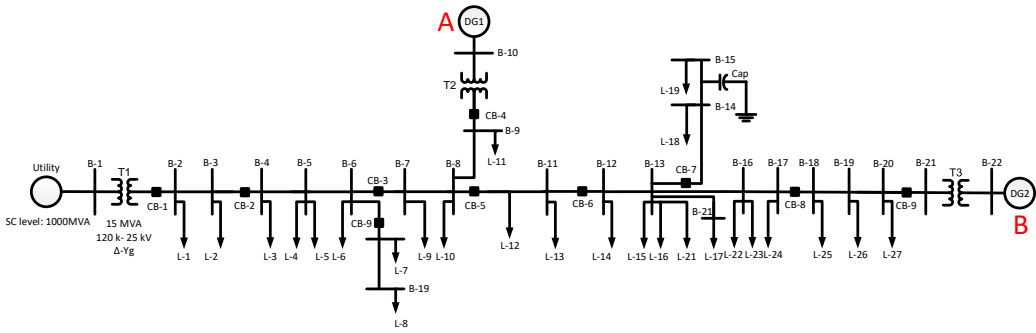 A
DG1
B-10
T2
CB-4
B-9
L-11
B-15
Cap
L-19
B-14
L-18
Utility
SC level: 1000MVA
B-1
T1
15 MVA
120 k- 25 kV
Δ-Yg
CB-1
B-2
B-3
CB-2
B-4
B-5
B-6
CB-3
B-7
B-8
CB-5
B-11
CB-6
B-12
B-13
CB-7
B-16
B-17
CB-8
B-18
B-19
B-20
CB-9
B-21
T3
B-22
DG2
B
CB-9
B-21
L-1
L-2
L-3
L-4
L-5
L-6
L-7
L-9
L-10
L-12
L-13
L-14
L-15
L-16
L-21
L-17
L-22
L-23
L-24
L-25
L-26
L-27
B-19
L-8